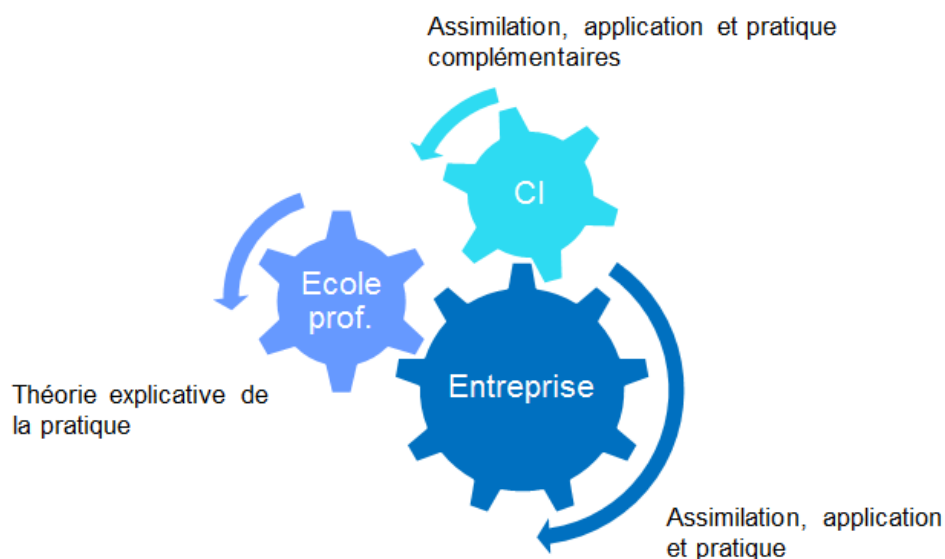 Assimilation, application et pratique
complémentaires
CI
Ecole
prof.
Entreprise
Théorie explicative de
la pratique
Assimilation, application
et pratique